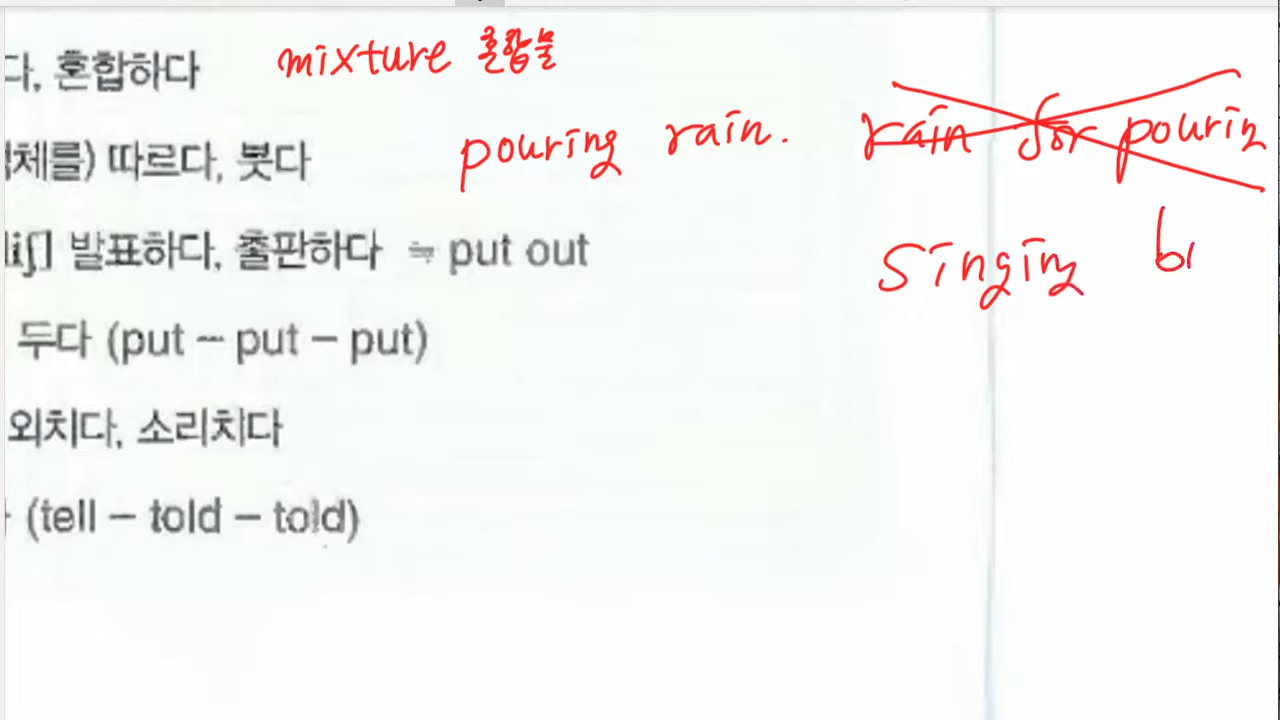 다, 혼합하다 mixture 혼합물
체를) 따르다, 붓다 pouring rain. rain for pouring
liʃ] 발표하다, 출판하다 ≒ put out singing
두다 (put – put – put)
외치다, 소리치다
(tell – told – told)